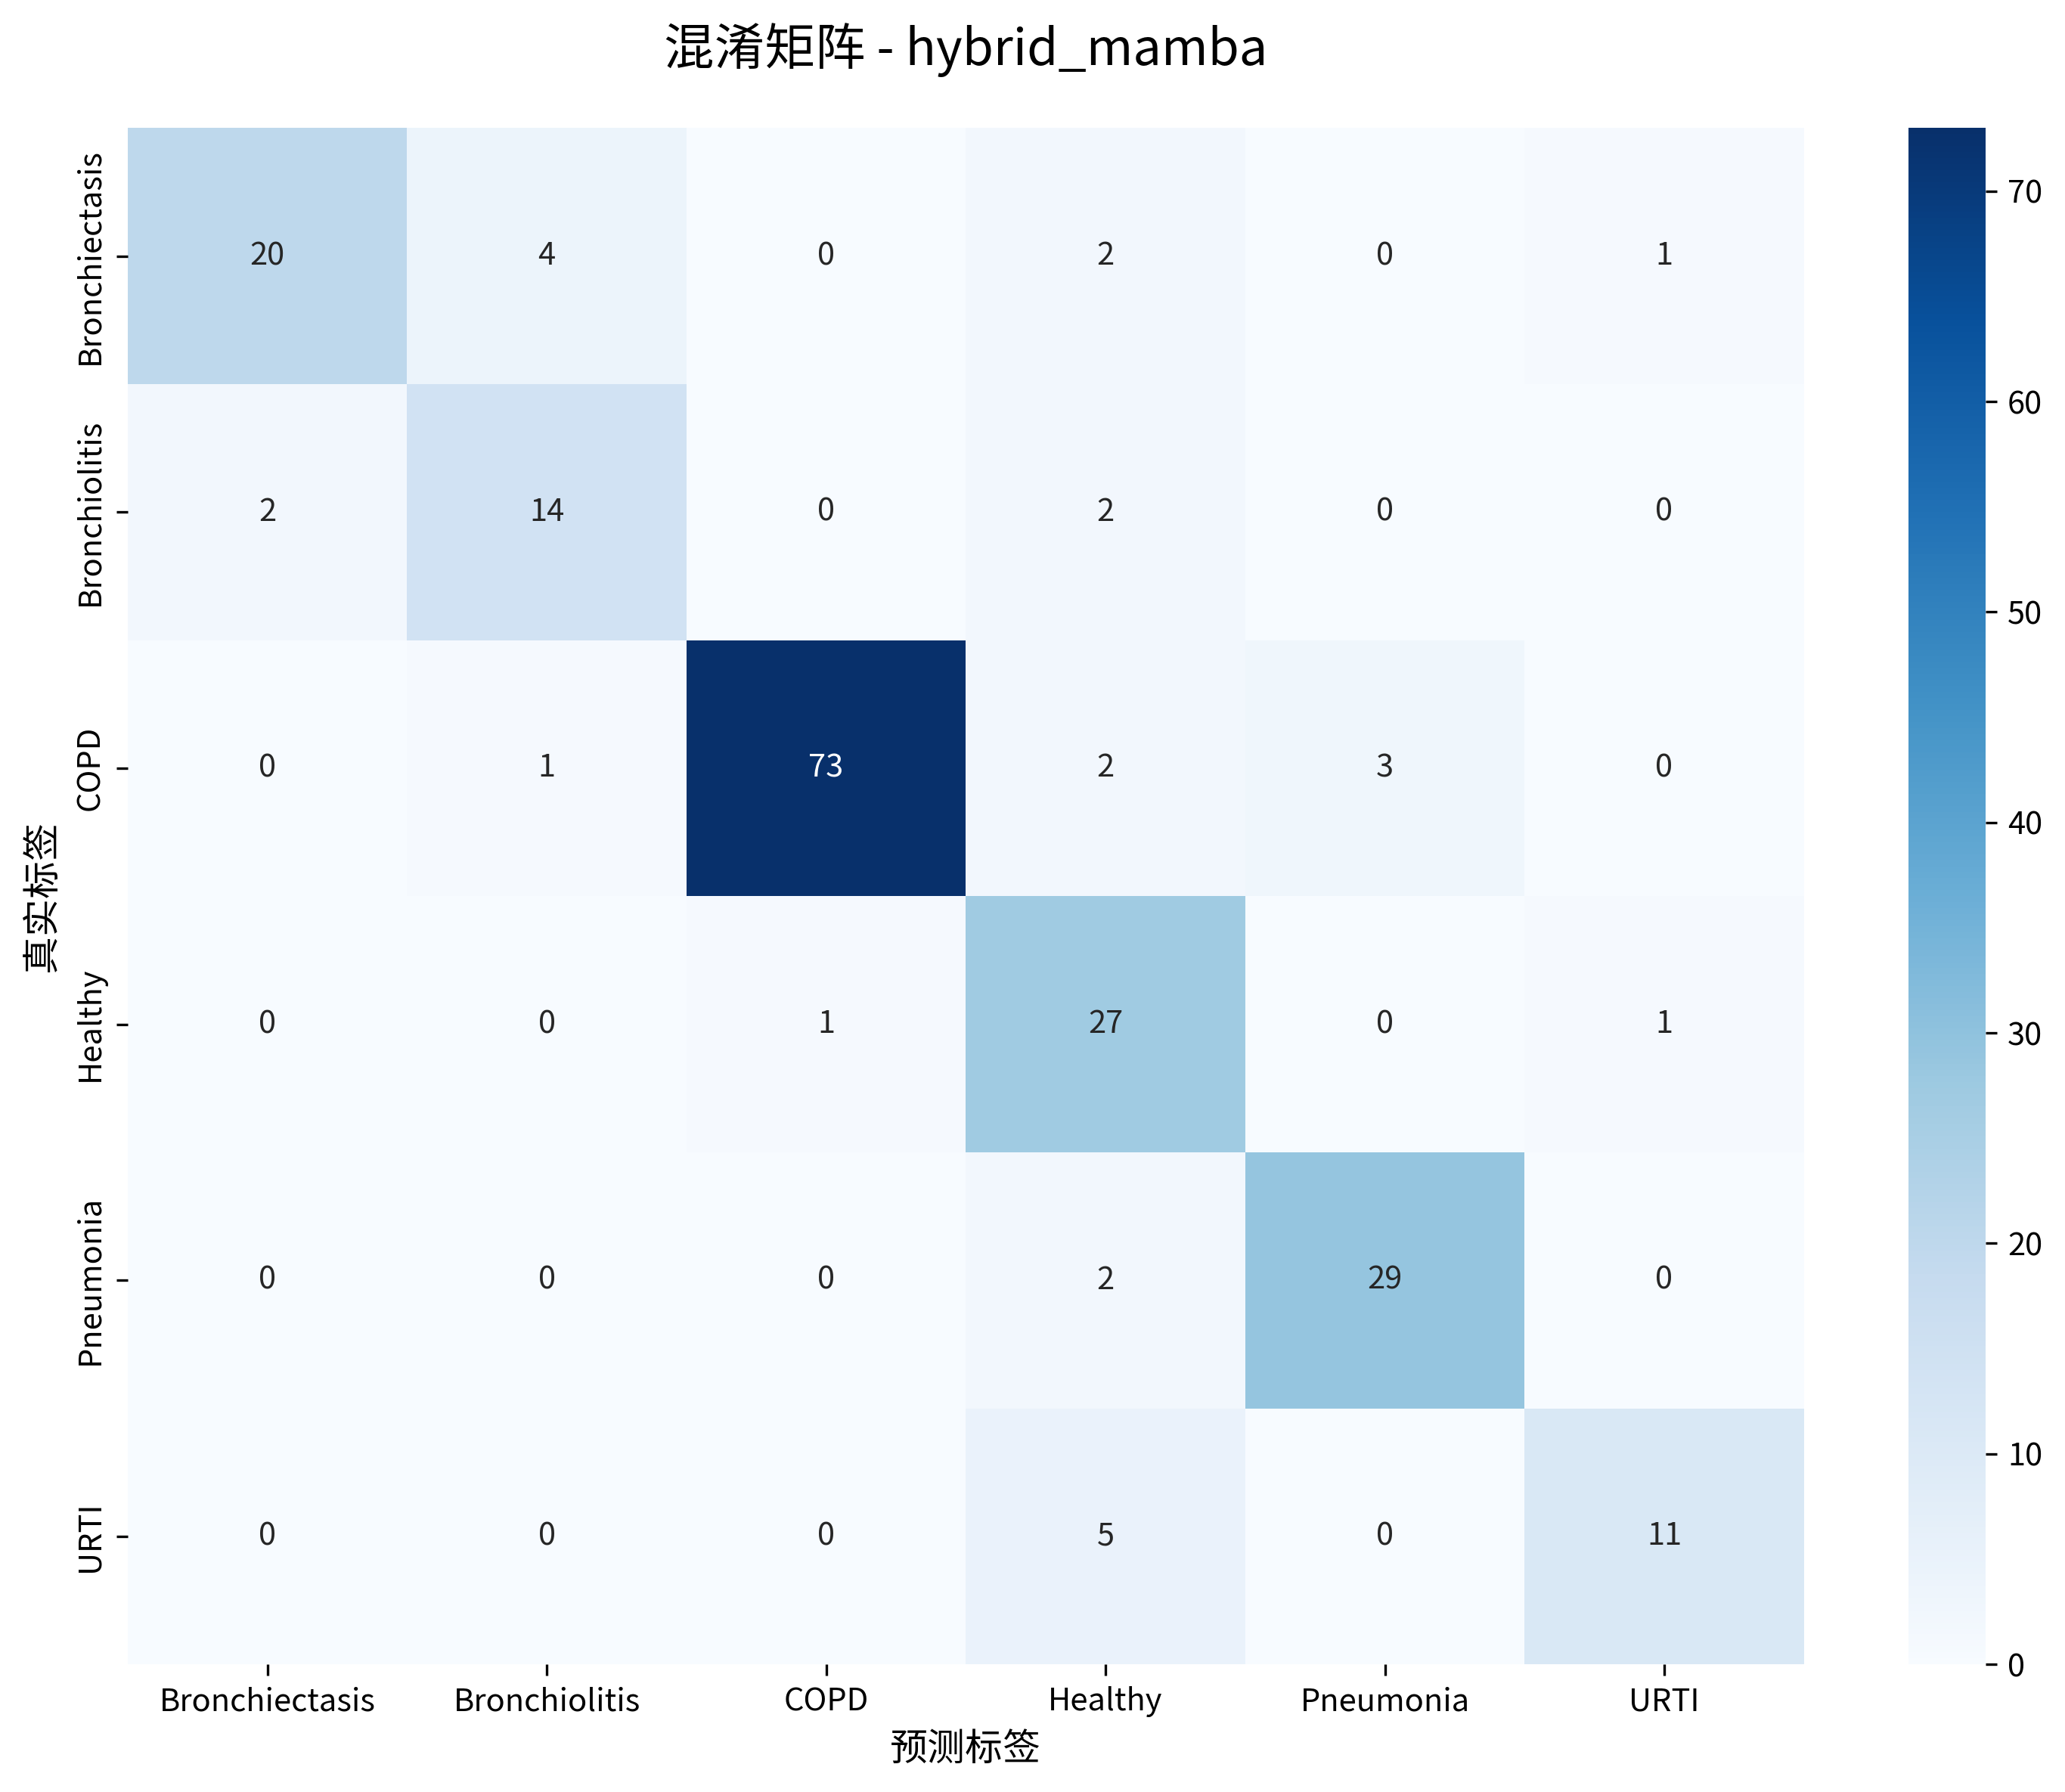 混淆矩阵 - hybrid_mamba
真实标签
Bronchiectasis 20 4 0 2 0 1
Bronchiolitis 2 14 0 2 0 0
COPD 0 1 73 2 3 0
Healthy 0 0 1 27 0 1
Pneumonia 0 0 0 2 29 0
URTI 0 0 0 5 0 11
Bronchiectasis Bronchiolitis COPD Healthy Pneumonia URTI
预测标签
70
60
50
40
30
20
10
0